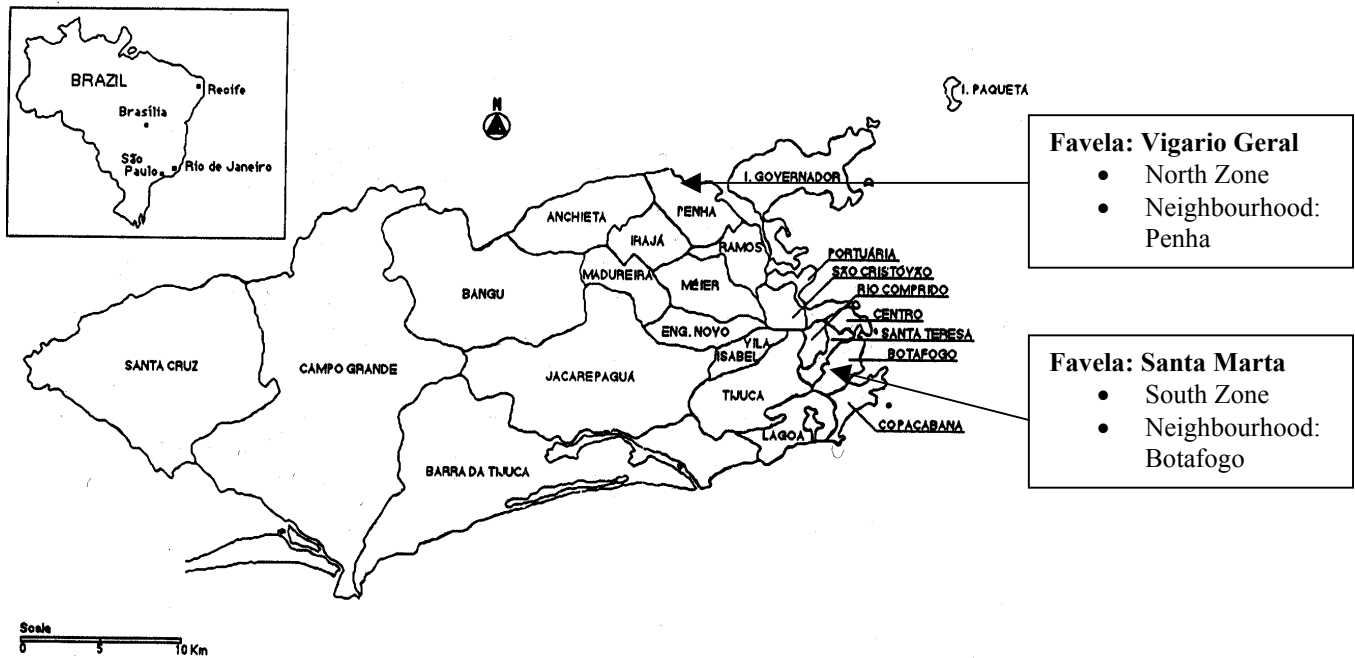 BRAZIL
Recife
Brasília
São
Paulo
Rio de Janeiro
N
I. PAQUETÁ
I. GOVERNADOR
PENHA
ANCHIETA
IRAJÁ
RAMOS
MADUREIRA
MÉIER
BANGU
PORTUÁRIA
SÃO CRISTÓVÃO
RIO COMPRIDO
CENTRO
SANTA TERESA
BOTAFOGO
ENG. NOVO
VILA
ISABEL
SANTA CRUZ
CAMPO GRANDE
JACAREPAGUÁ
TIJUCA
LAGOA
COPACABANA
BARRA DA TIJUCA
Favela: Vigario Geral
• North Zone
• Neighbourhood:
Penha
Favela: Santa Marta
• South Zone
• Neighbourhood:
Botafogo
Scale
0 5 10 Km